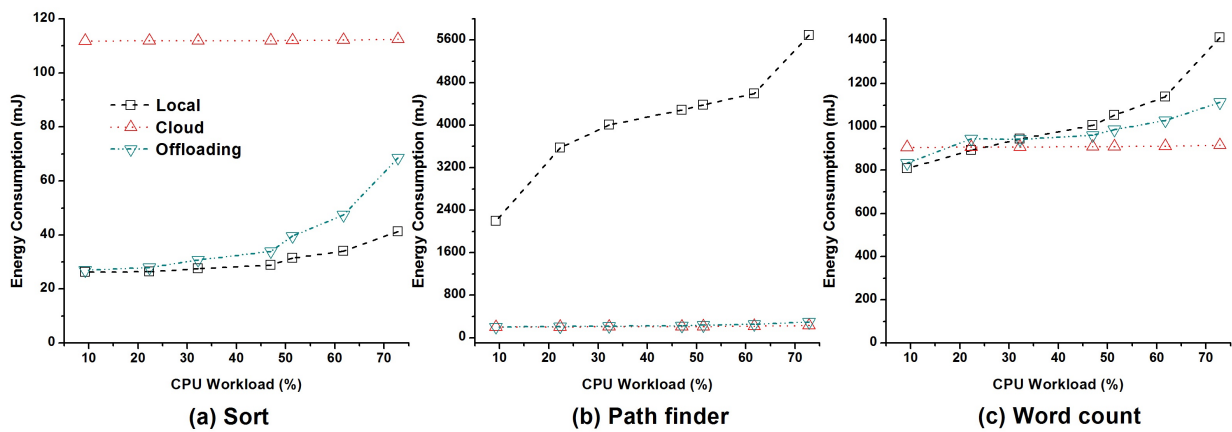 120
100
80
60
40
20
0
Energy Consumption (mJ)
Local
Cloud
Offloading
10 20 30 40 50 60 70
CPU Workload (%)
(a) Sort
5600
4800
4000
3200
2400
1600
800
0
Energy Consumption (mJ)
10 20 30 40 50 60 70
CPU Workload (%)
(b) Path finder
1400
1200
1000
800
600
400
200
0
Energy Consumption (mJ)
10 20 30 40 50 60 70
CPU Workload (%)
(c) Word count